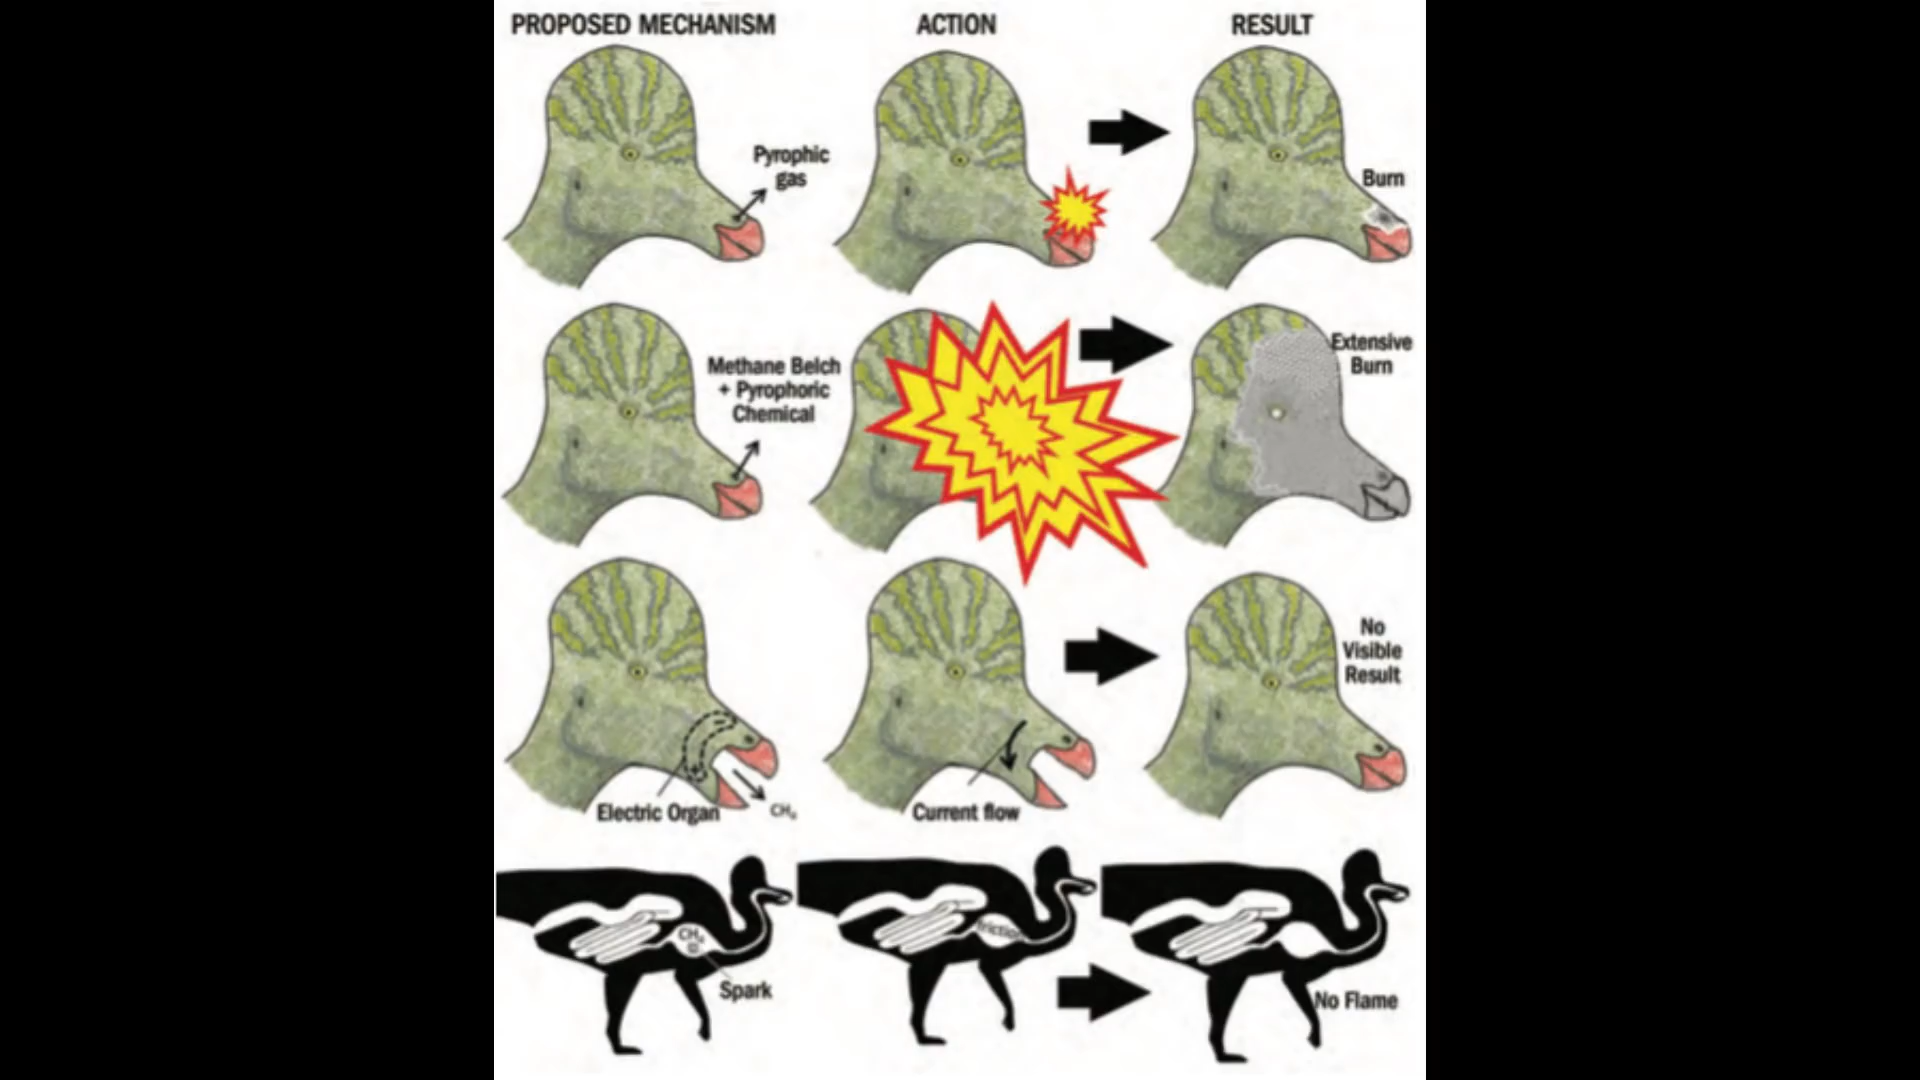 PROPOSED MECHANISM
ACTION
RESULT
Pyrophic
gas
Burn
Methane Belch
+ Pyrophoric
Chemical
Extensive
Burn
Electric Organ
CH₄
Current flow
No
Visible
Result
CH₄
Spark
friction
No Flame